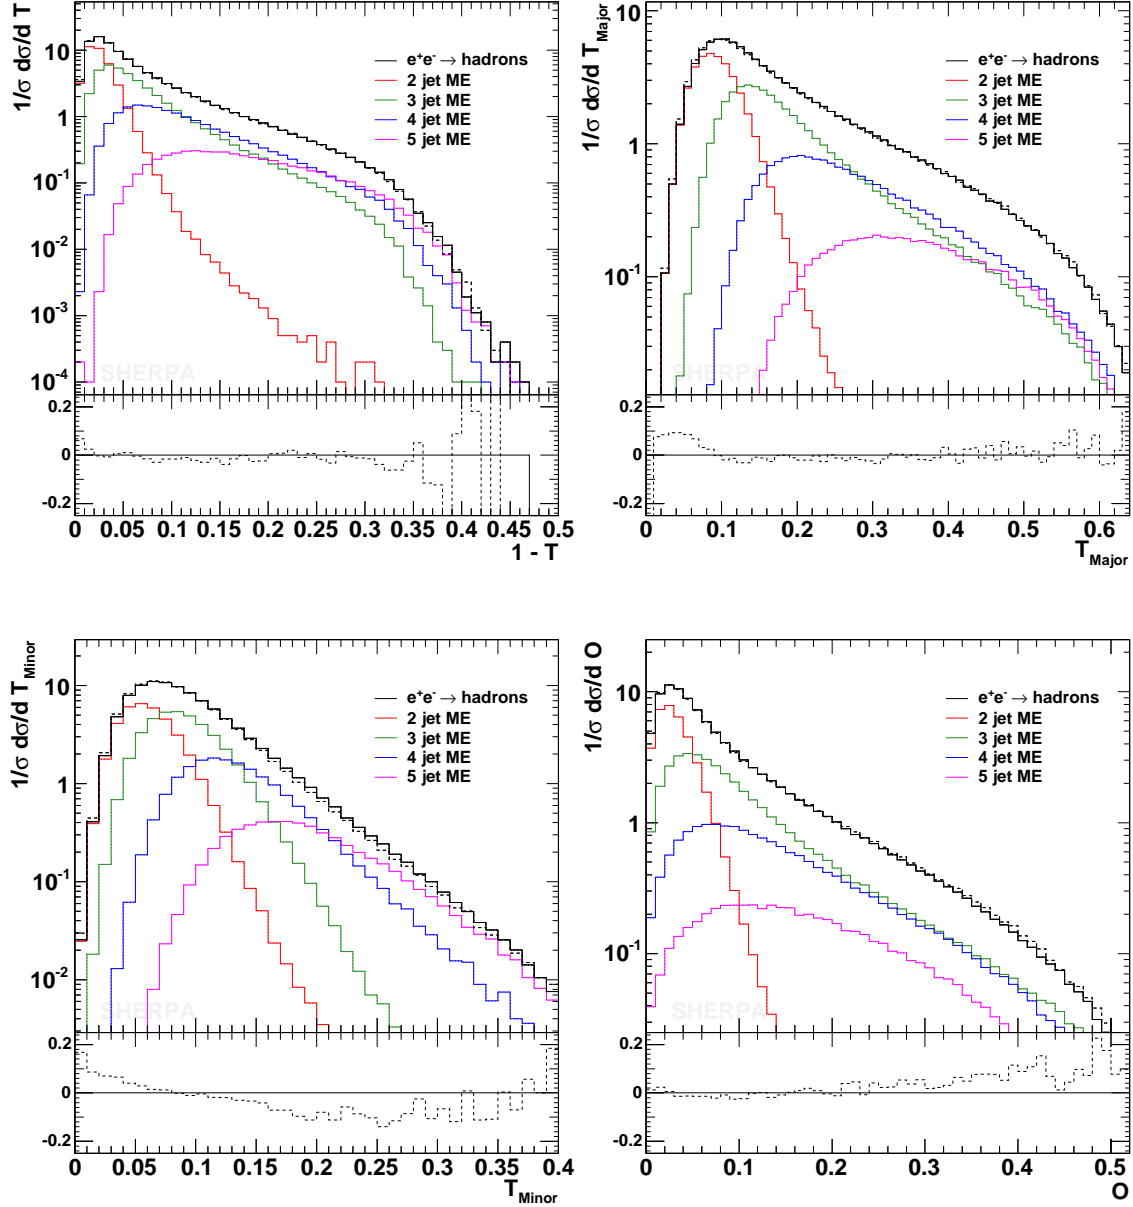 1/σ dσ/d T
10
1
10⁻¹
10⁻²
10⁻³
10⁻⁴
e⁺e⁻ → hadrons
2 jet ME
3 jet ME
4 jet ME
5 jet ME
SHERPA
0.2
0
-0.2
0 0.05 0.1 0.15 0.2 0.25 0.3 0.35 0.4 0.45 0.5
1 - T
1/σ dσ/d T_Major
10
1
10⁻¹
e⁺e⁻ → hadrons
2 jet ME
3 jet ME
4 jet ME
5 jet ME
SHERPA
0.2
0
-0.2
0 0.1 0.2 0.3 0.4 0.5 0.6
T_Major
1/σ dσ/d T_Minor
10
1
10⁻¹
10⁻²
e⁺e⁻ → hadrons
2 jet ME
3 jet ME
4 jet ME
5 jet ME
SHERPA
0.2
0
-0.2
0 0.05 0.1 0.15 0.2 0.25 0.3 0.35 0.4
T_Minor
1/σ dσ/d O
10
1
10⁻¹
e⁺e⁻ → hadrons
2 jet ME
3 jet ME
4 jet ME
5 jet ME
SHERPA
0.2
0
-0.2
0 0.1 0.2 0.3 0.4 0.5
O